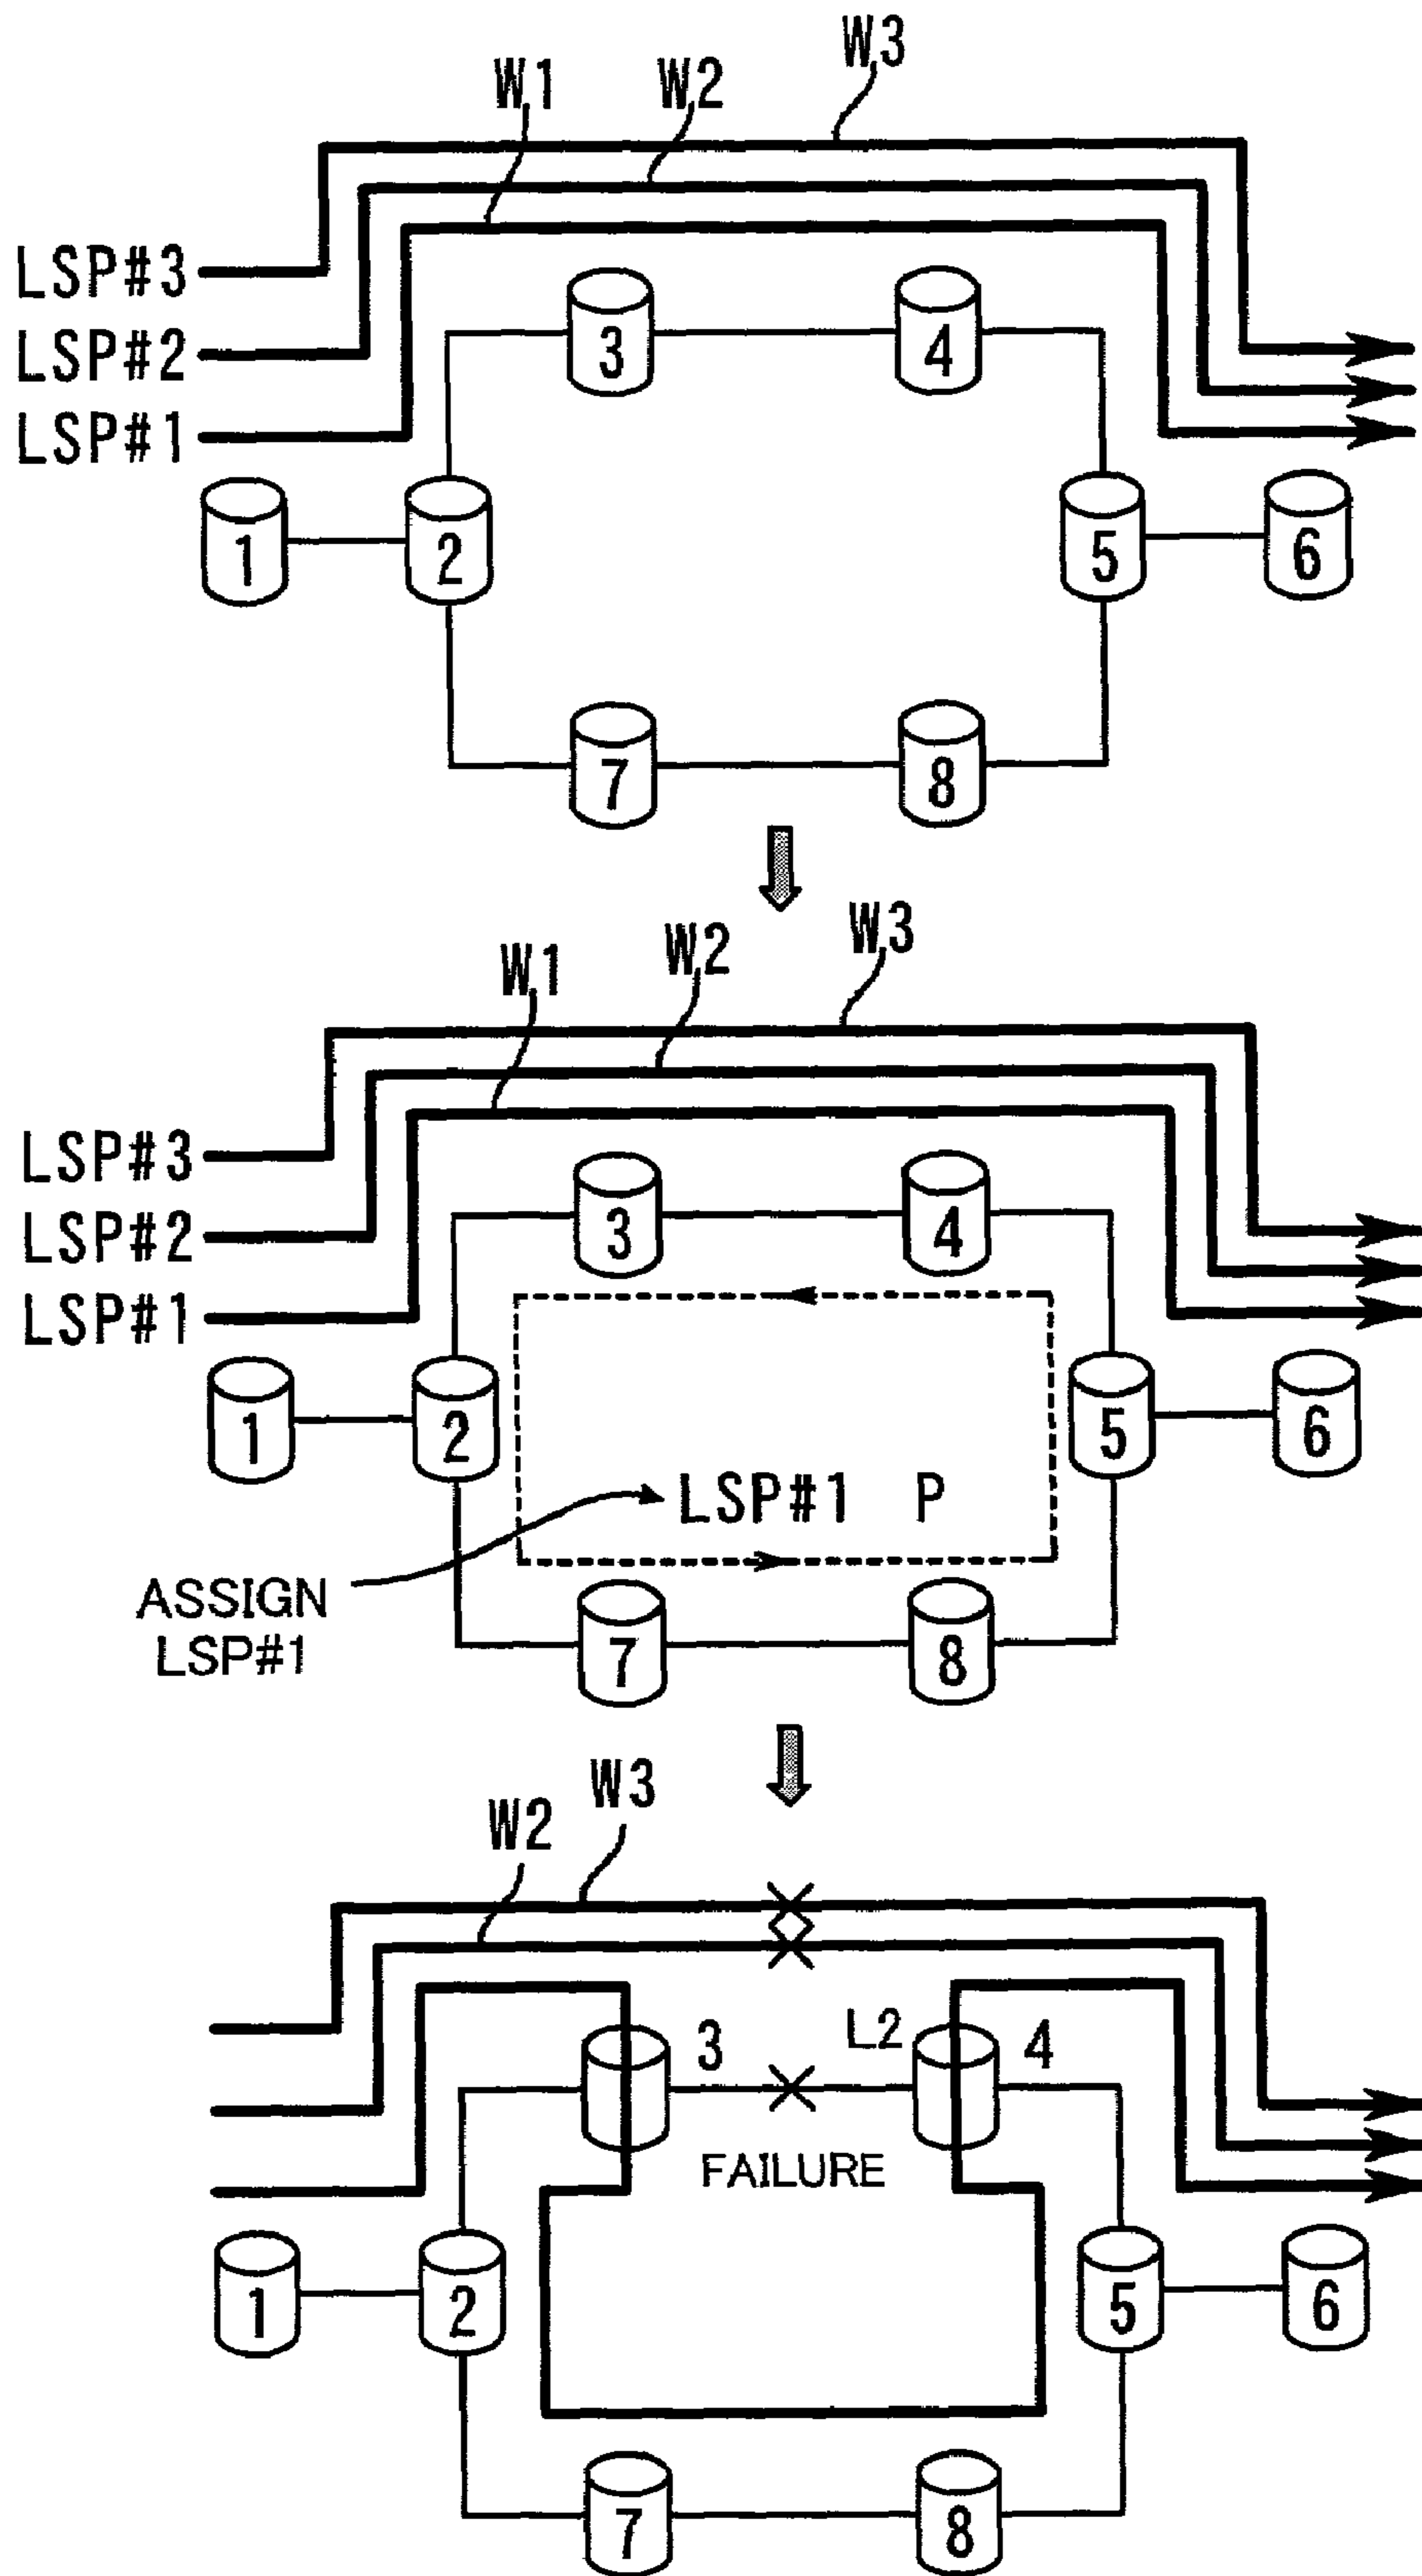 W3
W1 W2
LSP#3
LSP#2
LSP#1
3 4
1 2 5 6
7 8
W3
W1 W2
LSP#3
LSP#2
LSP#1
3 4
1 2 5 6
LSP#1 P
ASSIGN
LSP#1
7 8
W3
W2
3 L2 4
FAILURE
1 2 5 6
7 8